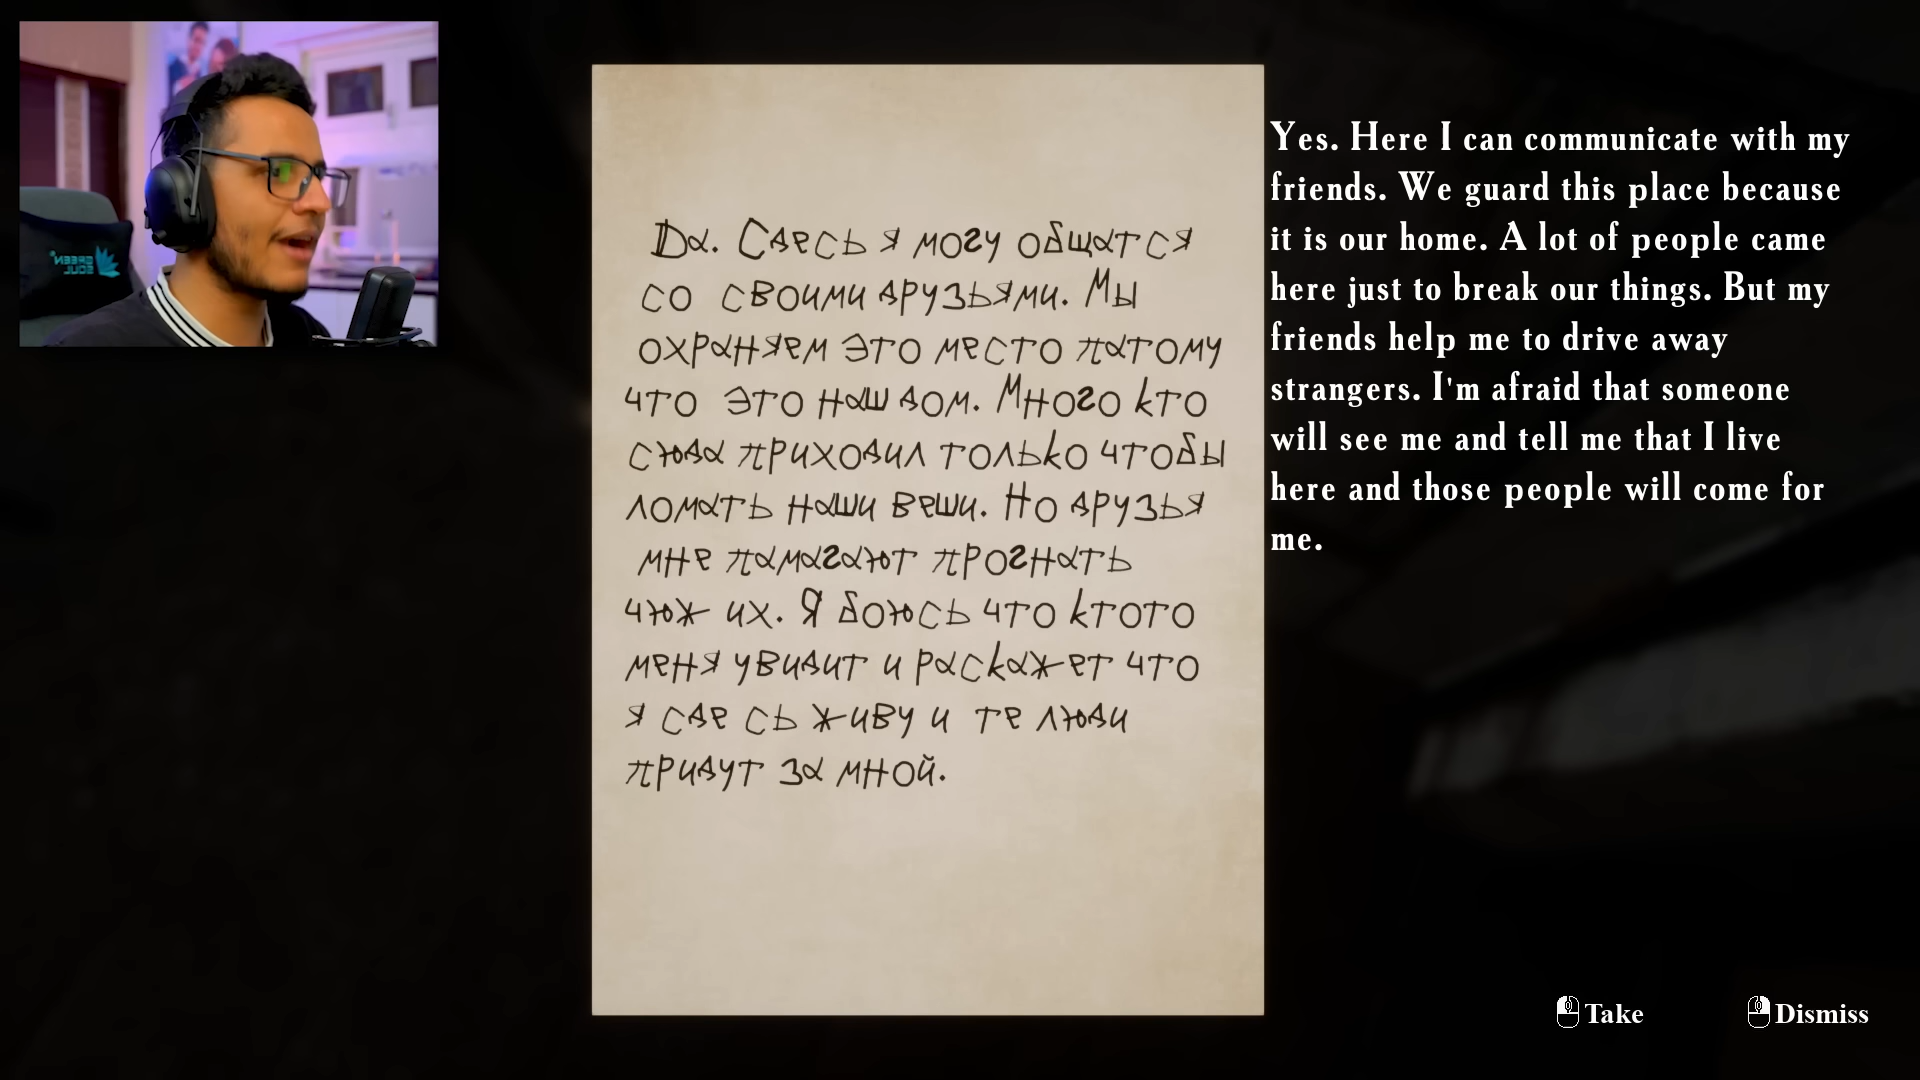 GREEN SOUL
Да. Сдесь я могу общатся
со своими друзьями. Мы
охраняем это место патому
что это наш дом. Много кто
сюда приходил только чтобы
ломать наши веши. Но друзья
мне памагают прогнать
чюж их. Я боюсь что ктото
меня увидит и раскажет что
я сде сь живу и те люди
придут за мной.
Yes. Here I can communicate with my
friends. We guard this place because
it is our home. A lot of people came
here just to break our things. But my
friends help me to drive away
strangers. I'm afraid that someone
will see me and tell me that I live
here and those people will come for
me.
Take
Dismiss